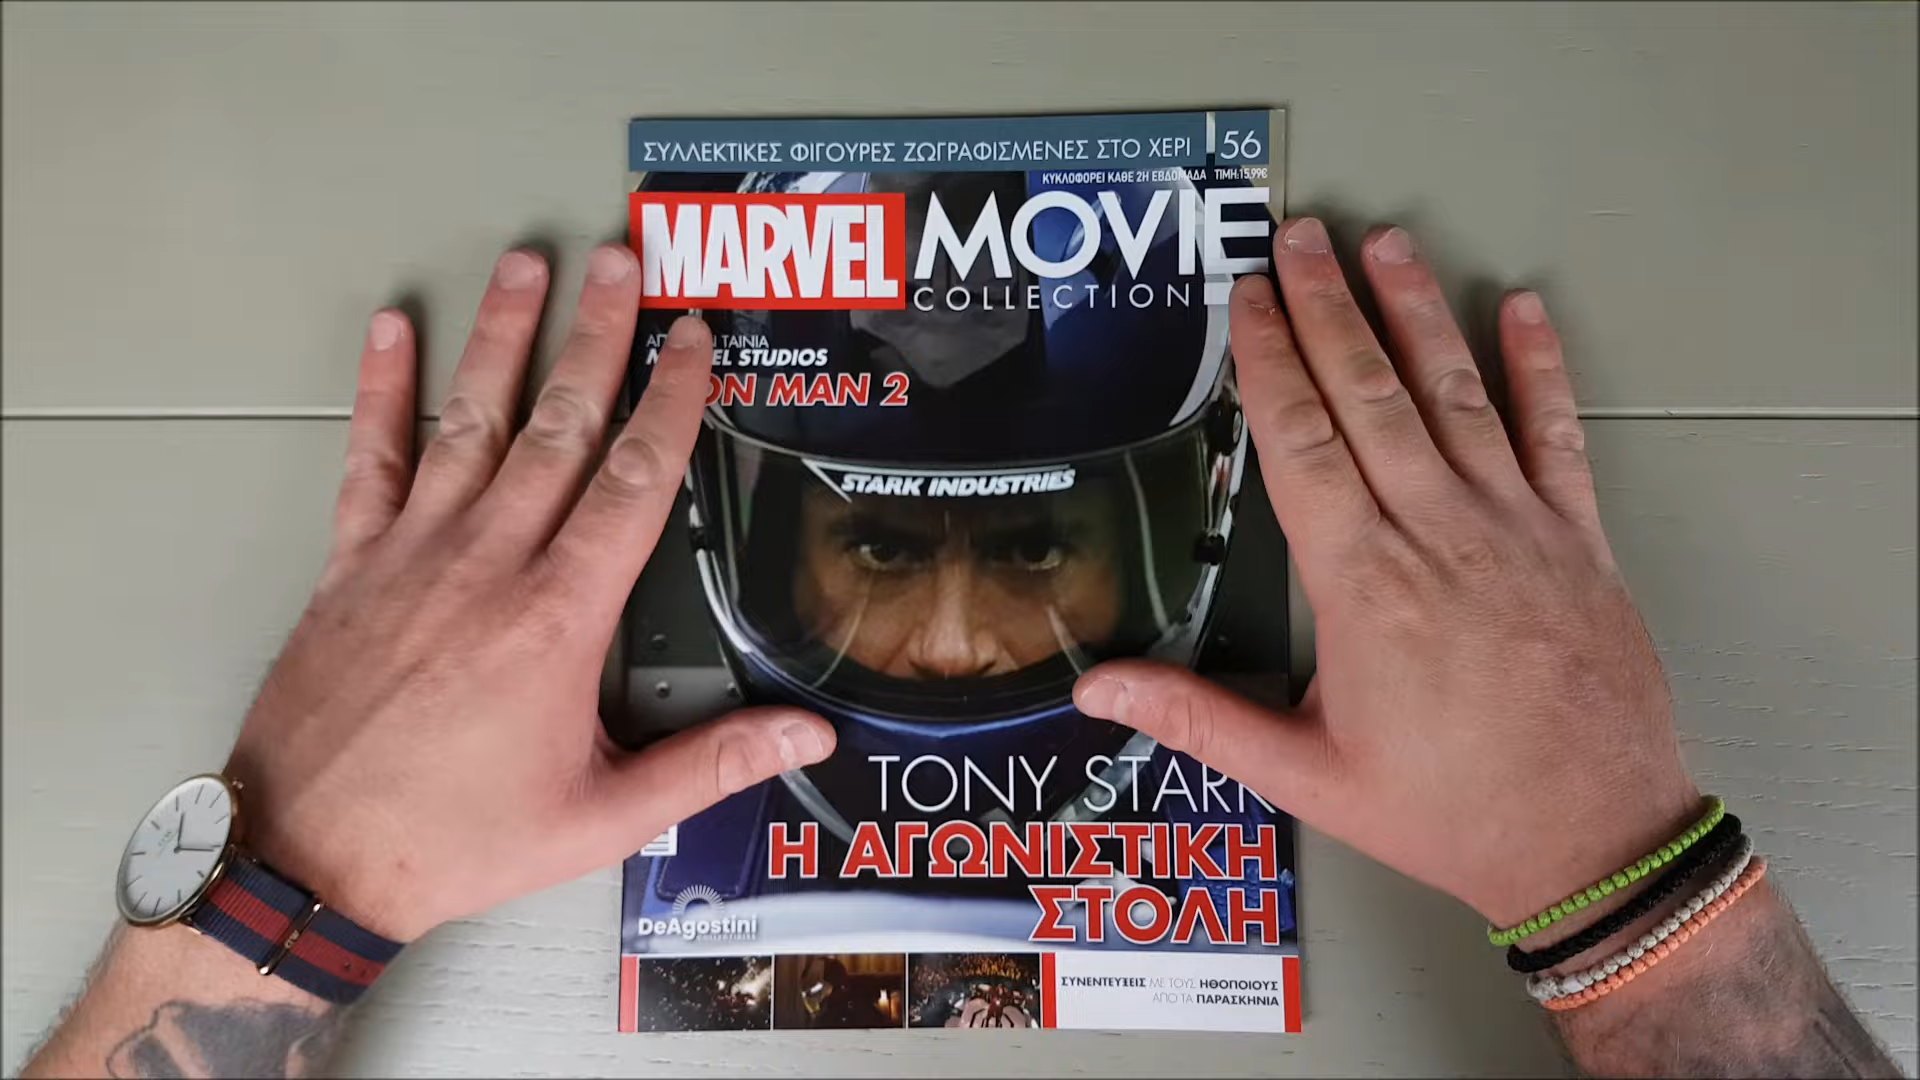 ΣΥΛΛΕΚΤΙΚΕΣ ΦΙΓΟΥΡΕΣ ΖΩΓΡΑΦΙΣΜΕΝΕΣ ΣΤΟ ΧΕΡΙ 56
ΚΥΚΛΟΦΟΡΕΙ ΚΑΘΕ 2Η ΕΒΔΟΜΑΔΑ ΤΙΜΗ:15,99€
MARVEL MOVIE
COLLECTION
ΤΑΙΝΙΑ
STUDIOS
MAN 2
STARK INDUSTRIES
TONY STARK
Η ΑΓΩΝΙΣΤΙΚΗ
ΣΤΟΛΗ
DeAgostini
ΣΥΝΕΝΤΕΥΞΕΙΣ ΜΕ ΤΟΥΣ ΗΘΟΠΟΙΟΥΣ
ΑΠΟ ΤΑ ΠΑΡΑΣΚΗΝΙΑ